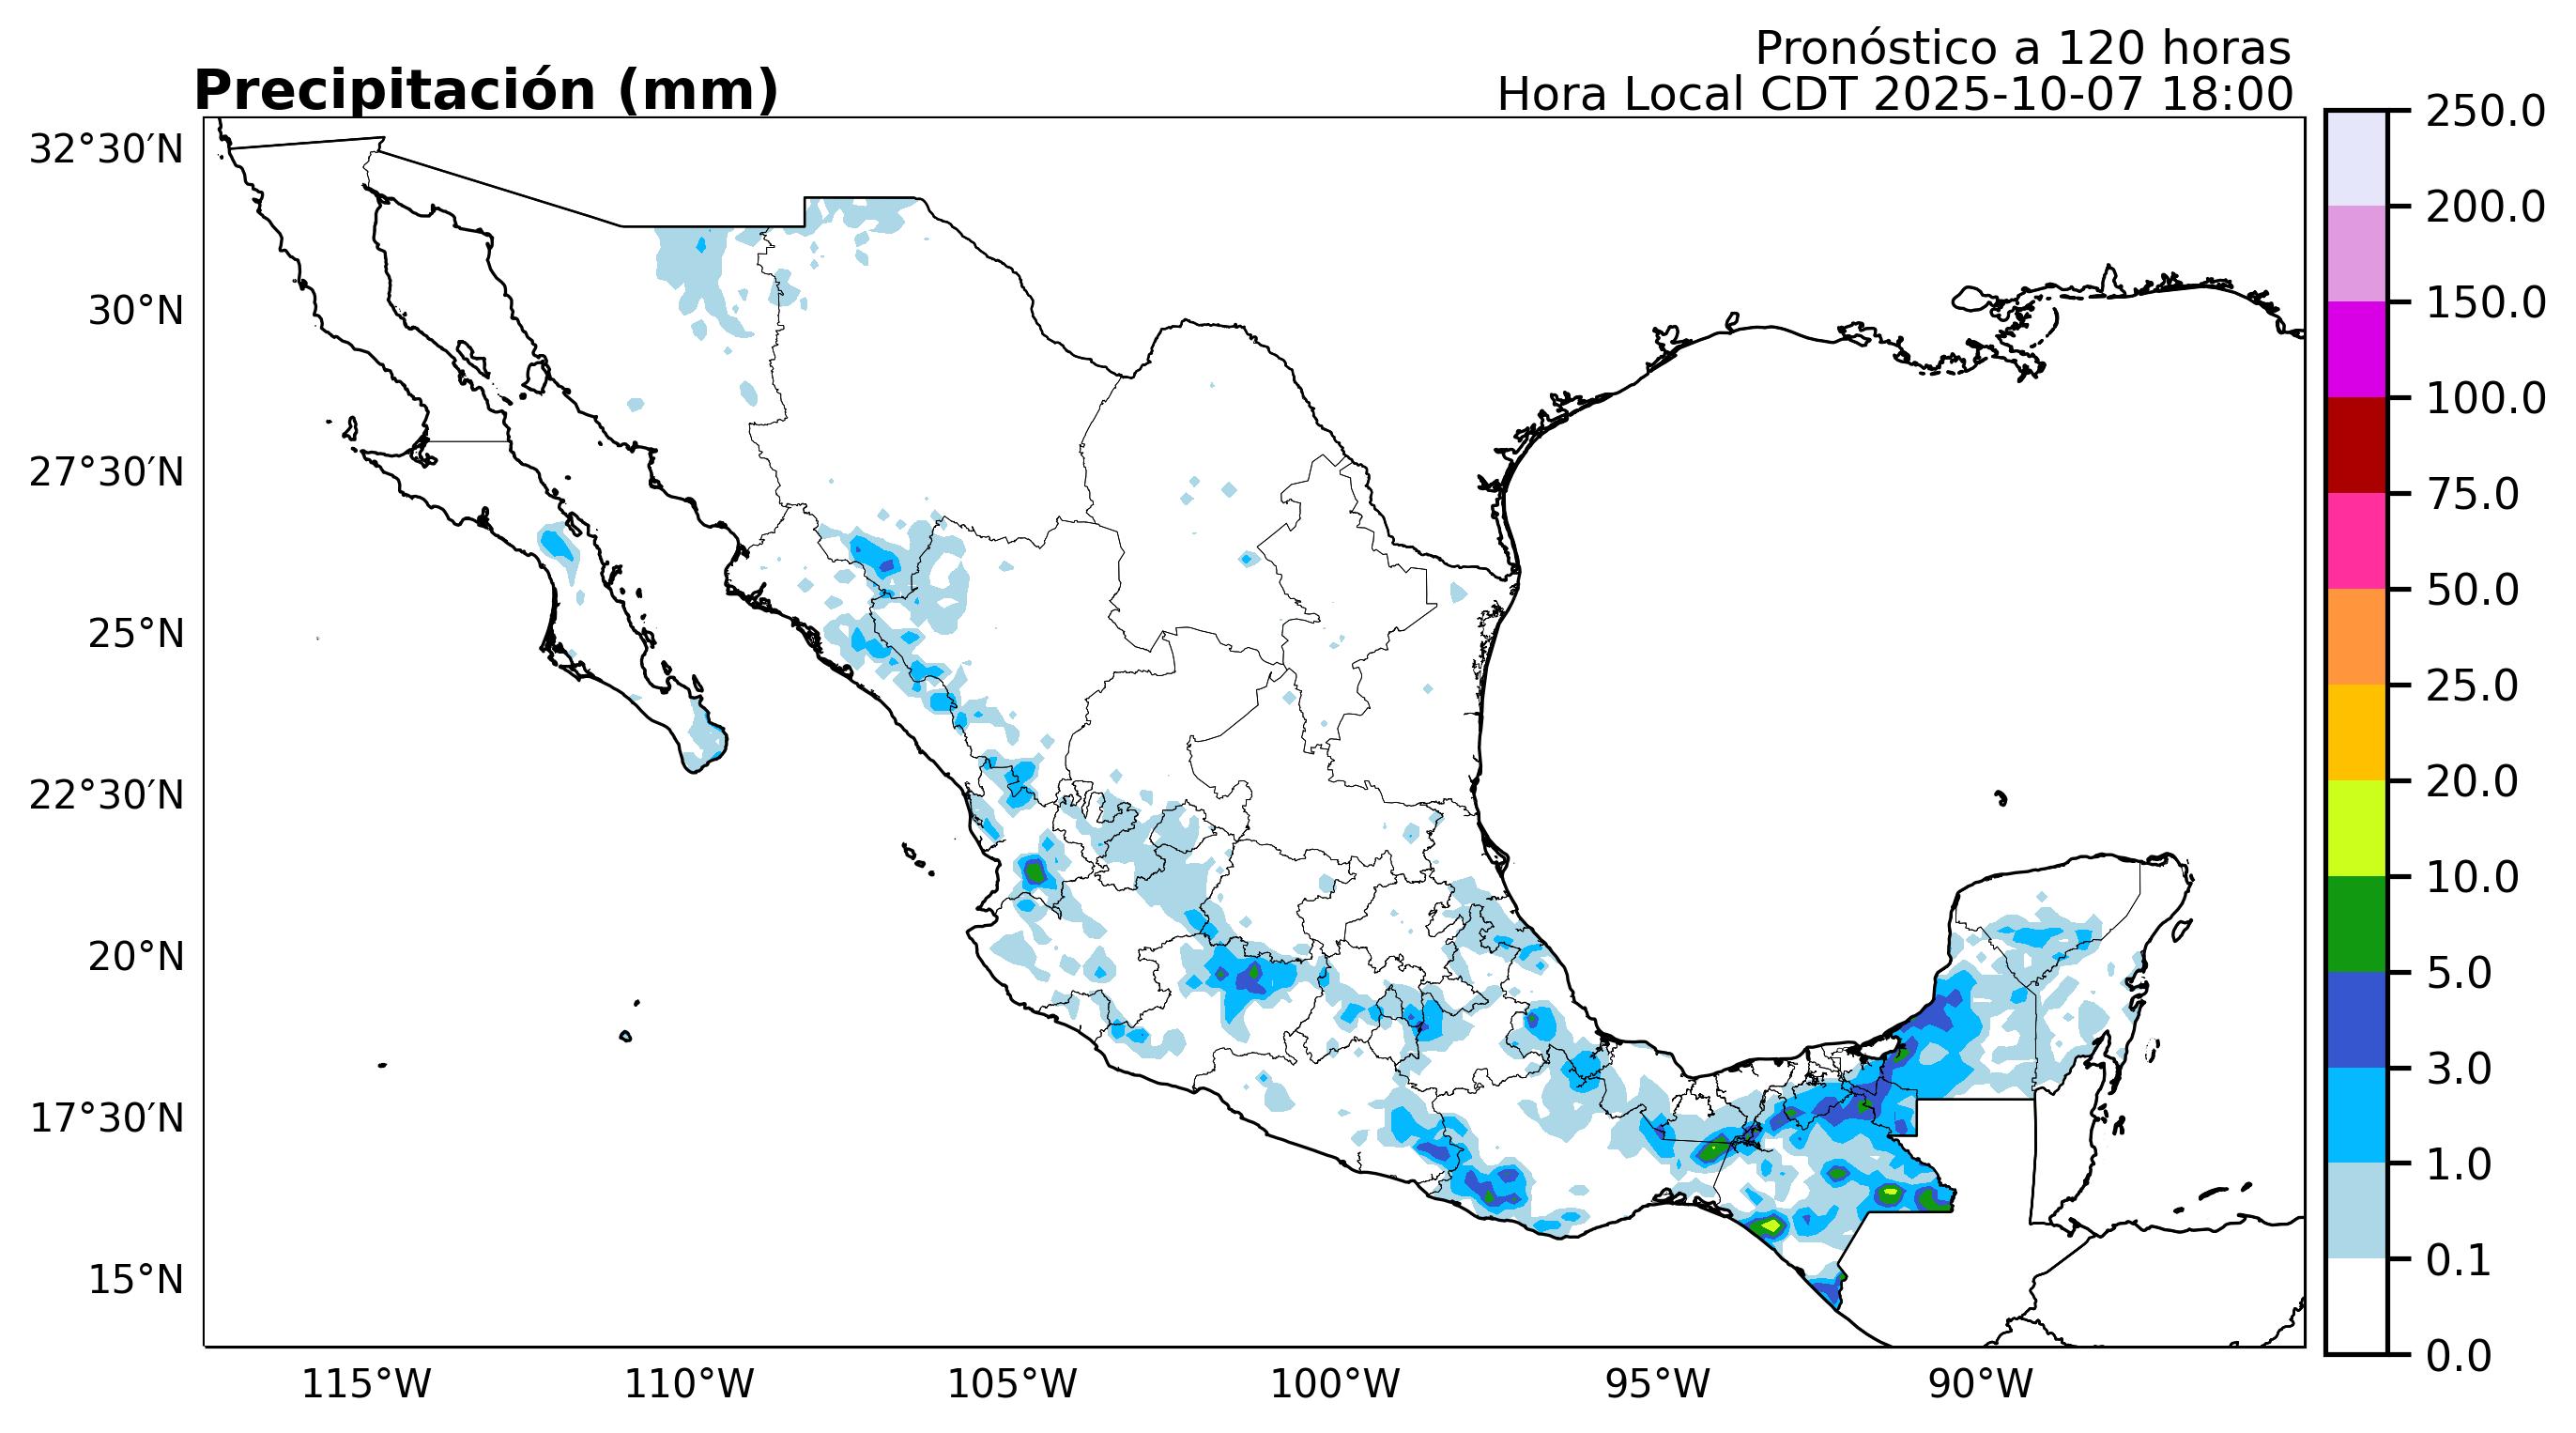 Pronóstico a 120 horas
Precipitación (mm)
Hora Local CDT 2025-10-07 18:00
32°30′N
30°N
27°30′N
25°N
22°30′N
20°N
17°30′N
15°N
115°W
110°W
105°W
100°W
95°W
90°W
250.0
200.0
150.0
100.0
75.0
50.0
25.0
20.0
10.0
5.0
3.0
1.0
0.1
0.0